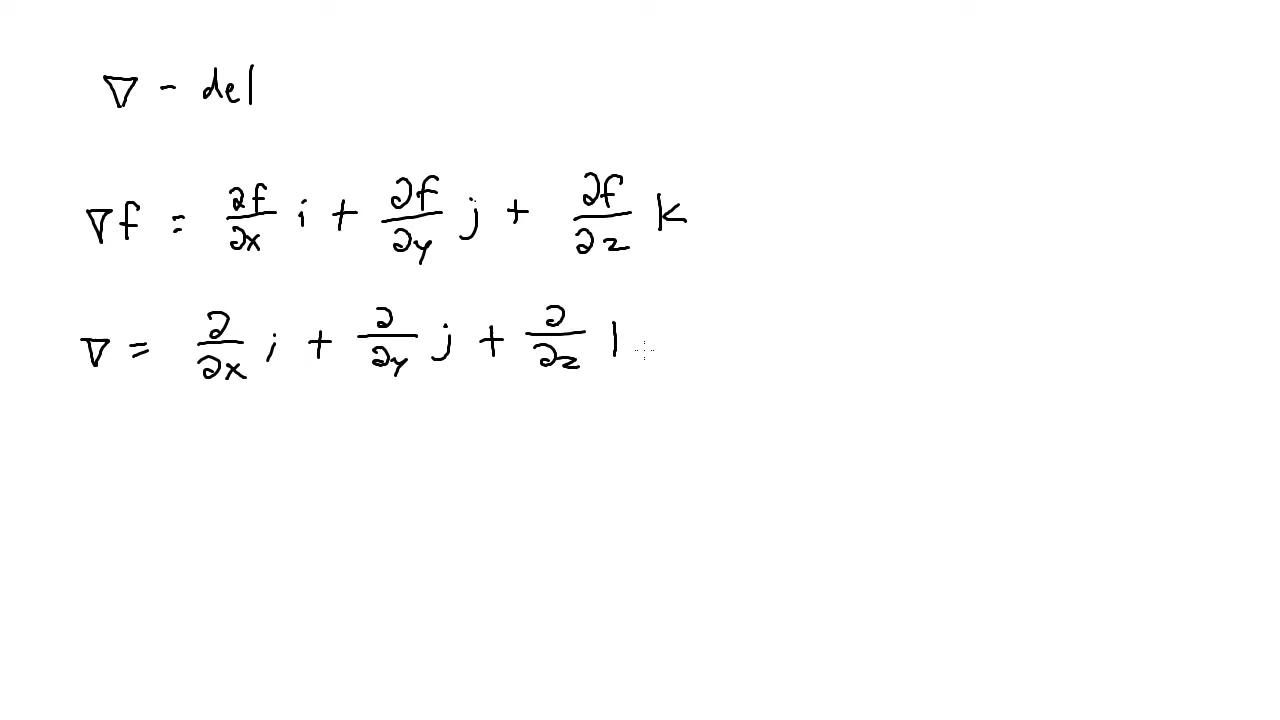 ∇ - del
∇f = ∂f/∂x i + ∂f/∂y j + ∂f/∂z k
∇ = ∂/∂x i + ∂/∂y j + ∂/∂z l